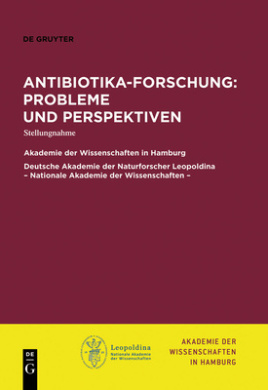 DE GRUYTER
ANTIBIOTIKA-FORSCHUNG:
PROBLEME
UND PERSPEKTIVEN
Stellungnahme
Akademie der Wissenschaften in Hamburg
Deutsche Akademie der Naturforscher Leopoldina
– Nationale Akademie der Wissenschaften –
DE
G
Leopoldina
Nationale Akademie
der Wissenschaften
AKADEMIE DER
WISSENSCHAFTEN
IN HAMBURG